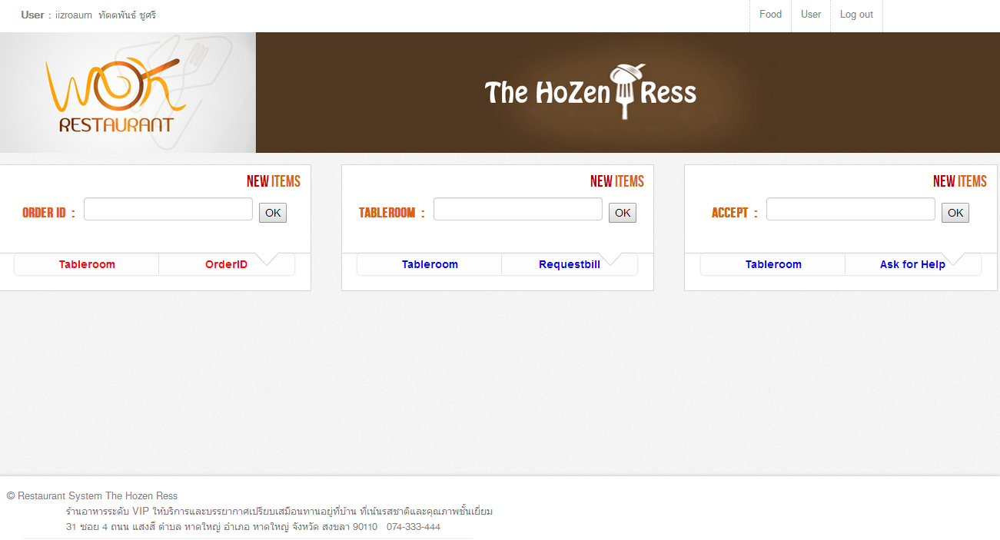 User : iizroaum ทัตตพันธ์ ชูศรี
Food User Log out
Wok
RESTAURANT
The HoZen Ress
NEW ITEMS
ORDER ID : OK
Tableroom OrderID
NEW ITEMS
TABLEROOM : OK
Tableroom Requestbill
NEW ITEMS
ACCEPT : OK
Tableroom Ask for Help
© Restaurant System The Hozen Ress
ร้านอาหารระดับ VIP ให้บริการและบรรยากาศเปรียบเสมือนทานอยู่ที่บ้าน ที่เน้นรสชาติและคุณภาพชั้นเยี่ยม
31 ซอย 4 ถนน แสงสี ตำบล หาดใหญ่ อำเภอ หาดใหญ่ จังหวัด สงขลา 90110 074-333-444